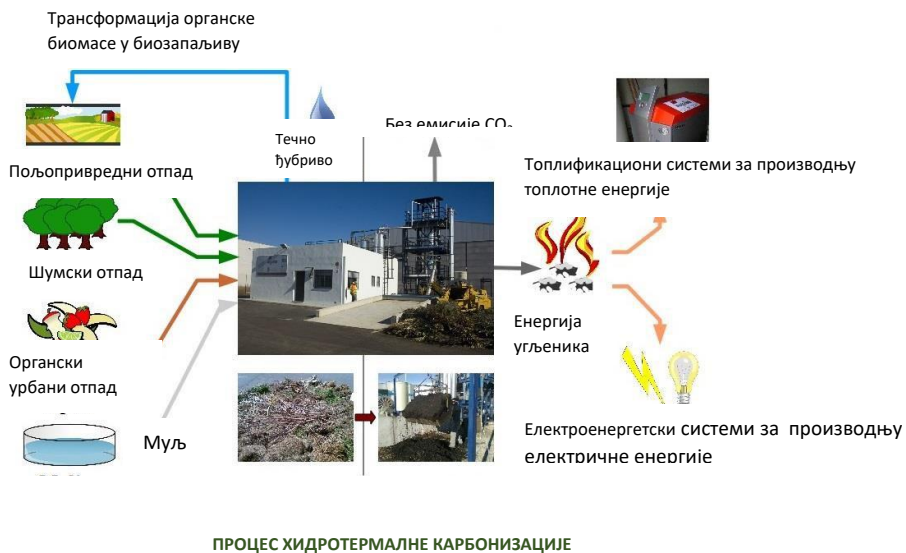 Трансформација органске
биомасе у биозапаљиву
Течно
ђубриво
Без емисије CO₂
Пољопривредни отпад
Топлификациони системи за производњу
топлотне енергије
Шумски отпад
Енергија
угљеника
Органски
урбани отпад
Муљ
Електроенергетски системи за производњу
електричне енергије
ПРОЦЕС ХИДРОТЕРМАЛНЕ КАРБОНИЗАЦИЈЕ